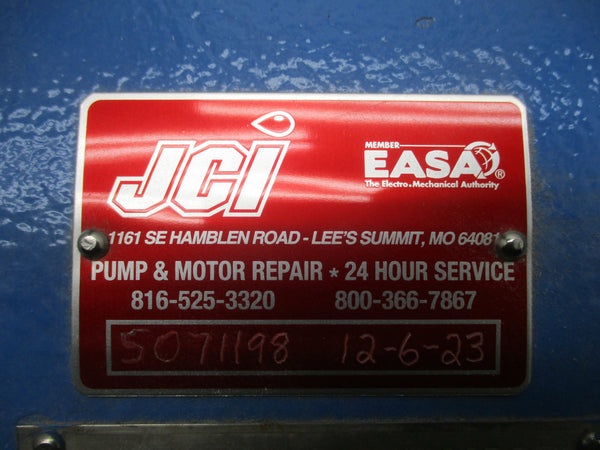 JCI
MEMBER
EASA®
The Electro•Mechanical Authority
1161 SE HAMBLEN ROAD - LEE'S SUMMIT, MO 64081
PUMP & MOTOR REPAIR * 24 HOUR SERVICE
816-525-3320 800-366-7867
5071198 12-6-23